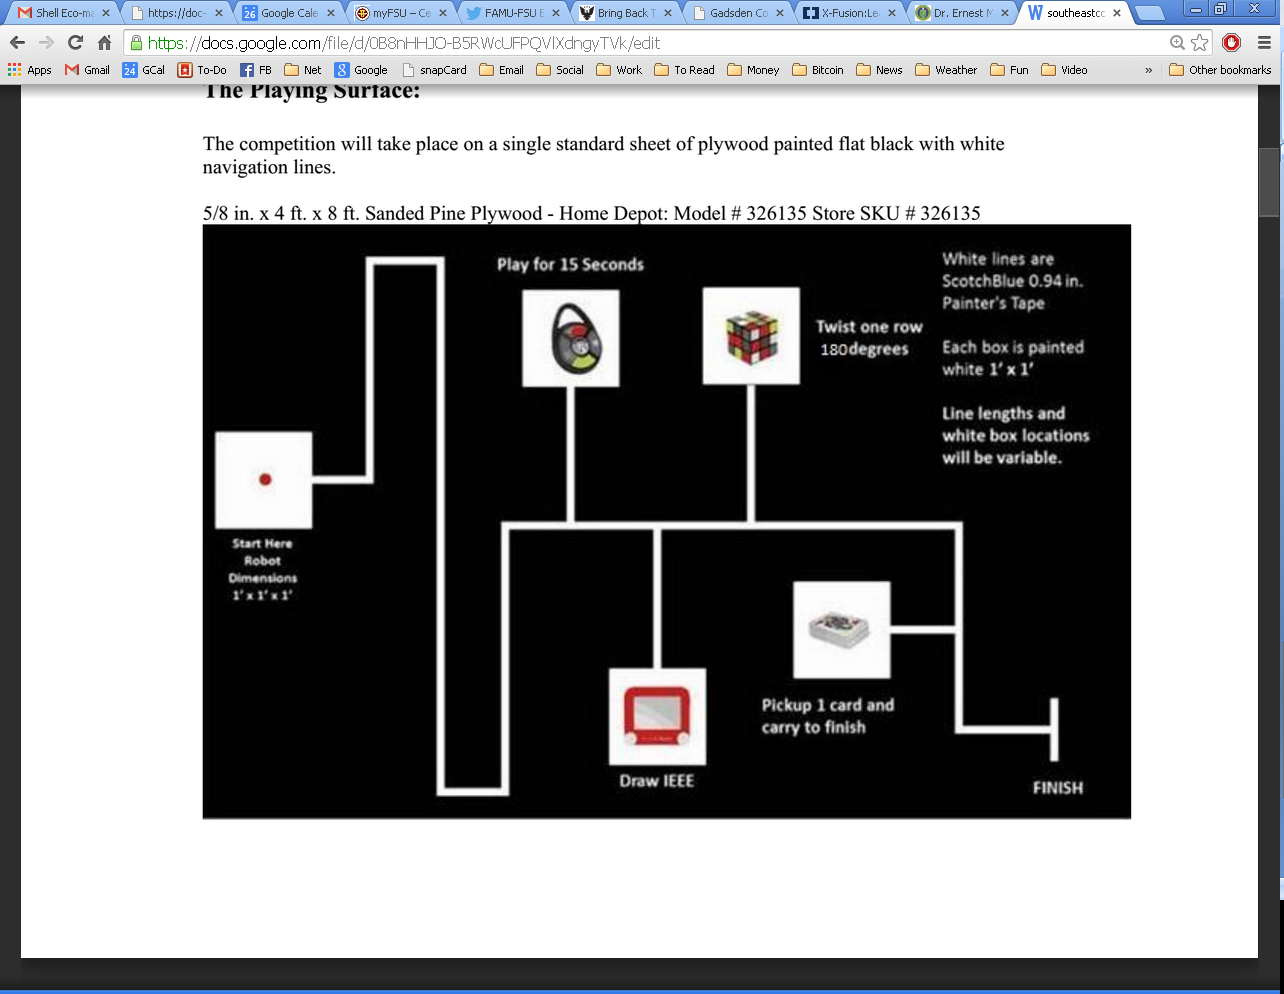 Shell Eco-ma
https://doc-
Google Cale
myFSU – Ce
FAMU-FSU E
Bring Back T
Gadsden Co
X-Fusion:Le
Dr. Ernest M
southeastcc
https://docs.google.com/file/d/0B8nHHJO-B5RWcUFPQVlXdngyTVk/edit
Apps
Gmail
24 GCal
To-Do
FB
Net
Google
snapCard
Email
Social
Work
To Read
Money
Bitcoin
News
Weather
Fun
Video
»
Other bookmarks
The Playing Surface:
The competition will take place on a single standard sheet of plywood painted flat black with white
navigation lines.
5/8 in. x 4 ft. x 8 ft. Sanded Pine Plywood - Home Depot: Model # 326135 Store SKU # 326135
Play for 15 Seconds
Twist one row
180degrees
White lines are
ScotchBlue 0.94 in.
Painter's Tape
Each box is painted
white 1' x 1'
Line lengths and
white box locations
will be variable.
Start Here
Robot
Dimensions
1' x 1' x 1'
Draw IEEE
Pickup 1 card and
carry to finish
FINISH